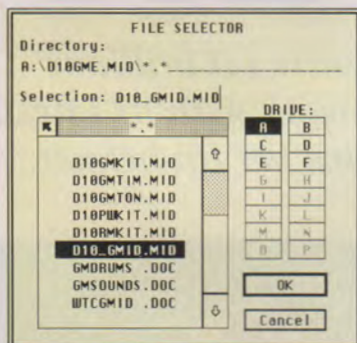 FILE SELECTOR
Directory:
A:\D10GME.MID\*.*
Selection: D10_GMID.MID
DRIVE:
*.*
A B
C D
E F
G H
I J
K L
M N
O P
D10GMKIT.MID
D10GMTIM.MID
D10GMTON.MID
D10PWKIT.MID
D10RMKIT.MID
D10_GMID.MID
GMDRUMS .DOC
GMSOUNDS.DOC
WTCGMID .DOC
OK
Cancel